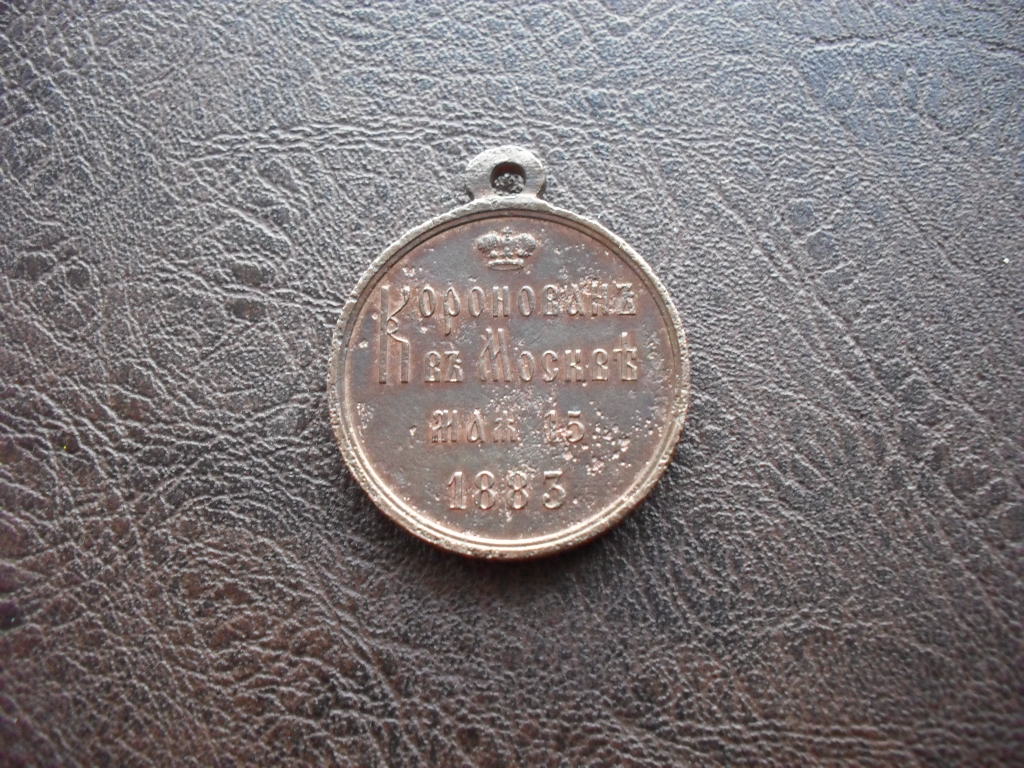 Коронованъ
въ Москвѣ
мая 15
1883.